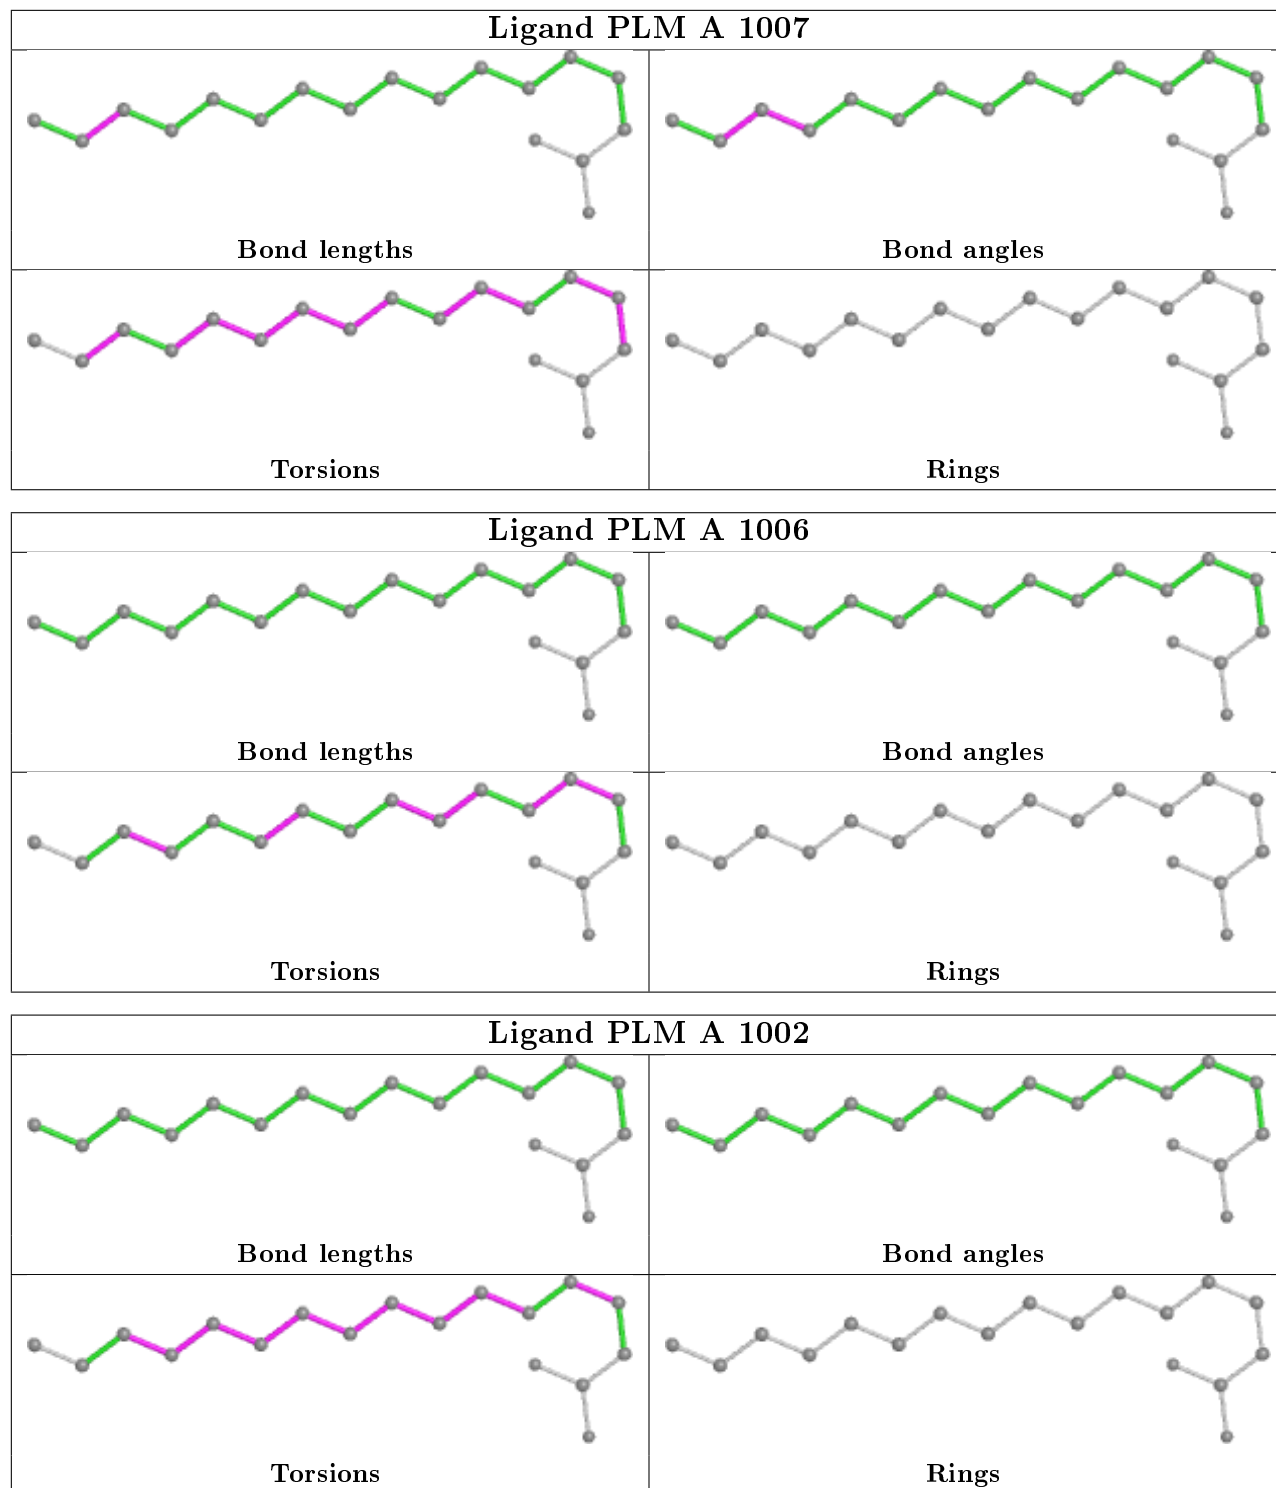 Ligand PLM A 1007
Bond lengths
Bond angles
Torsions
Rings
Ligand PLM A 1006
Bond lengths
Bond angles
Torsions
Rings
Ligand PLM A 1002
Bond lengths
Bond angles
Torsions
Rings